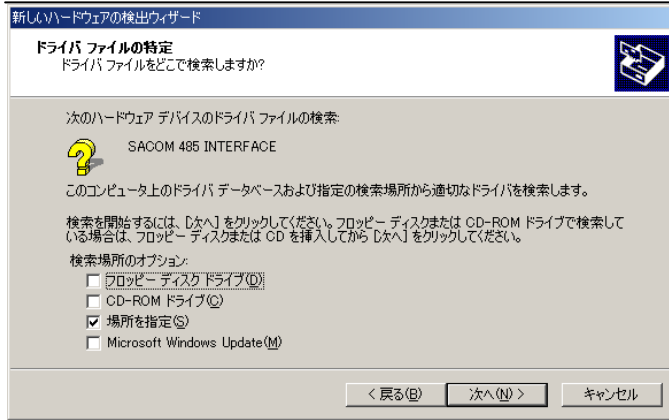 新しいハードウェアの検出ウィザード
ドライバ ファイルの特定
ドライバ ファイルをどこで検索しますか?
次のハードウェア デバイスのドライバ ファイルの検索:
SACOM 485 INTERFACE
このコンピュータ上のドライバ データベースおよび指定の検索場所から適切なドライバを検索します。
検索を開始するには、[次へ] をクリックしてください。フロッピー ディスクまたは CD-ROM ドライブで検索して
いる場合は、フロッピー ディスクまたは CD を挿入してから [次へ] をクリックしてください。
検索場所のオプション:
フロッピー ディスク ドライブ(D)
CD-ROM ドライブ(C)
場所を指定(S)
Microsoft Windows Update(M)
< 戻る(B) 次へ(N) > キャンセル